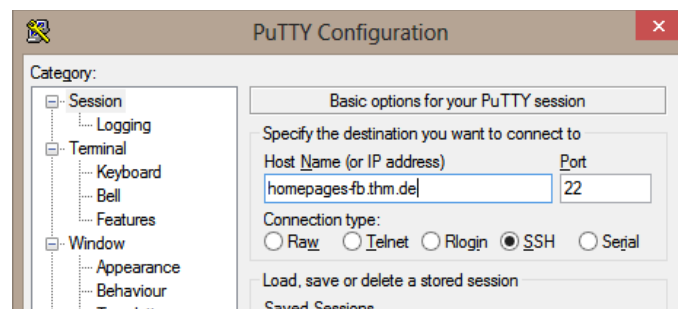 PuTTY Configuration
Category:
Session
Logging
Terminal
Keyboard
Bell
Features
Window
Appearance
Behaviour
Basic options for your PuTTY session
Specify the destination you want to connect to
Host Name (or IP address) Port
homepages-fb.thm.de 22
Connection type:
Raw Telnet Rlogin SSH Serial
Load, save or delete a stored session
Saved Sessions